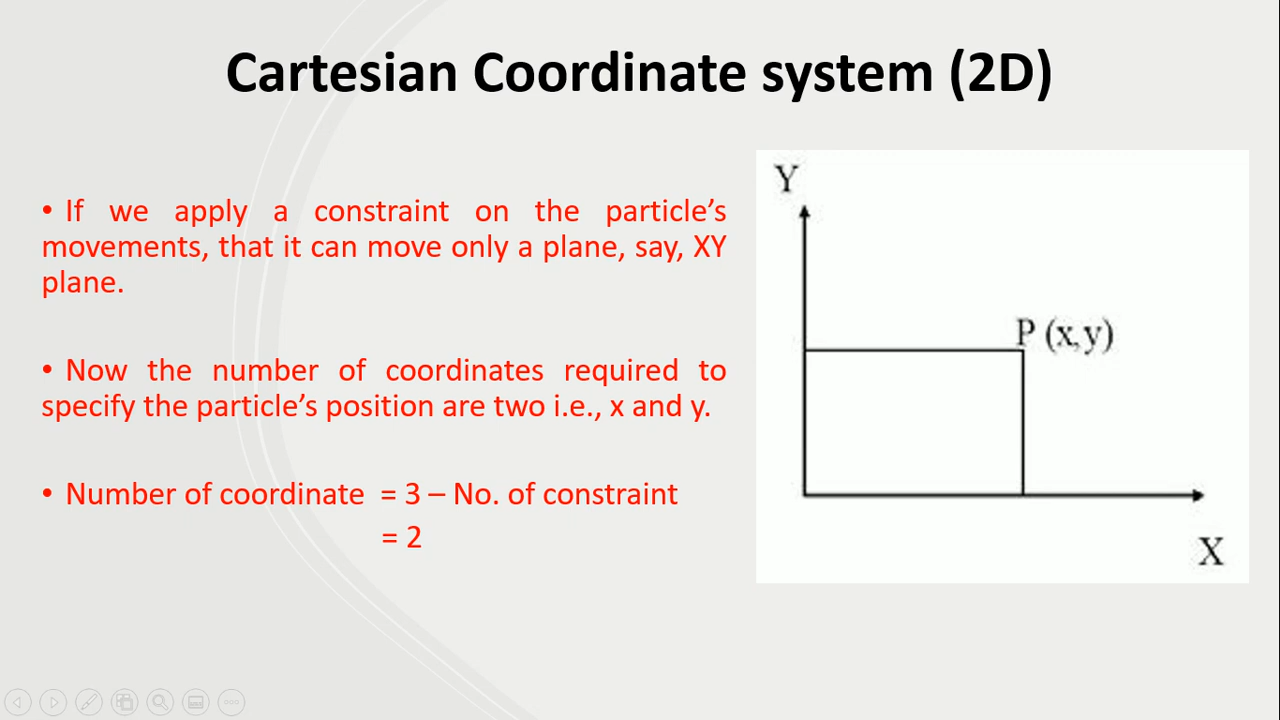 Cartesian Coordinate system (2D)
• If we apply a constraint on the particle’s
movements, that it can move only a plane, say, XY
plane.
• Now the number of coordinates required to
specify the particle’s position are two i.e., x and y.
• Number of coordinate = 3 – No. of constraint
= 2
Y
P (x,y)
X